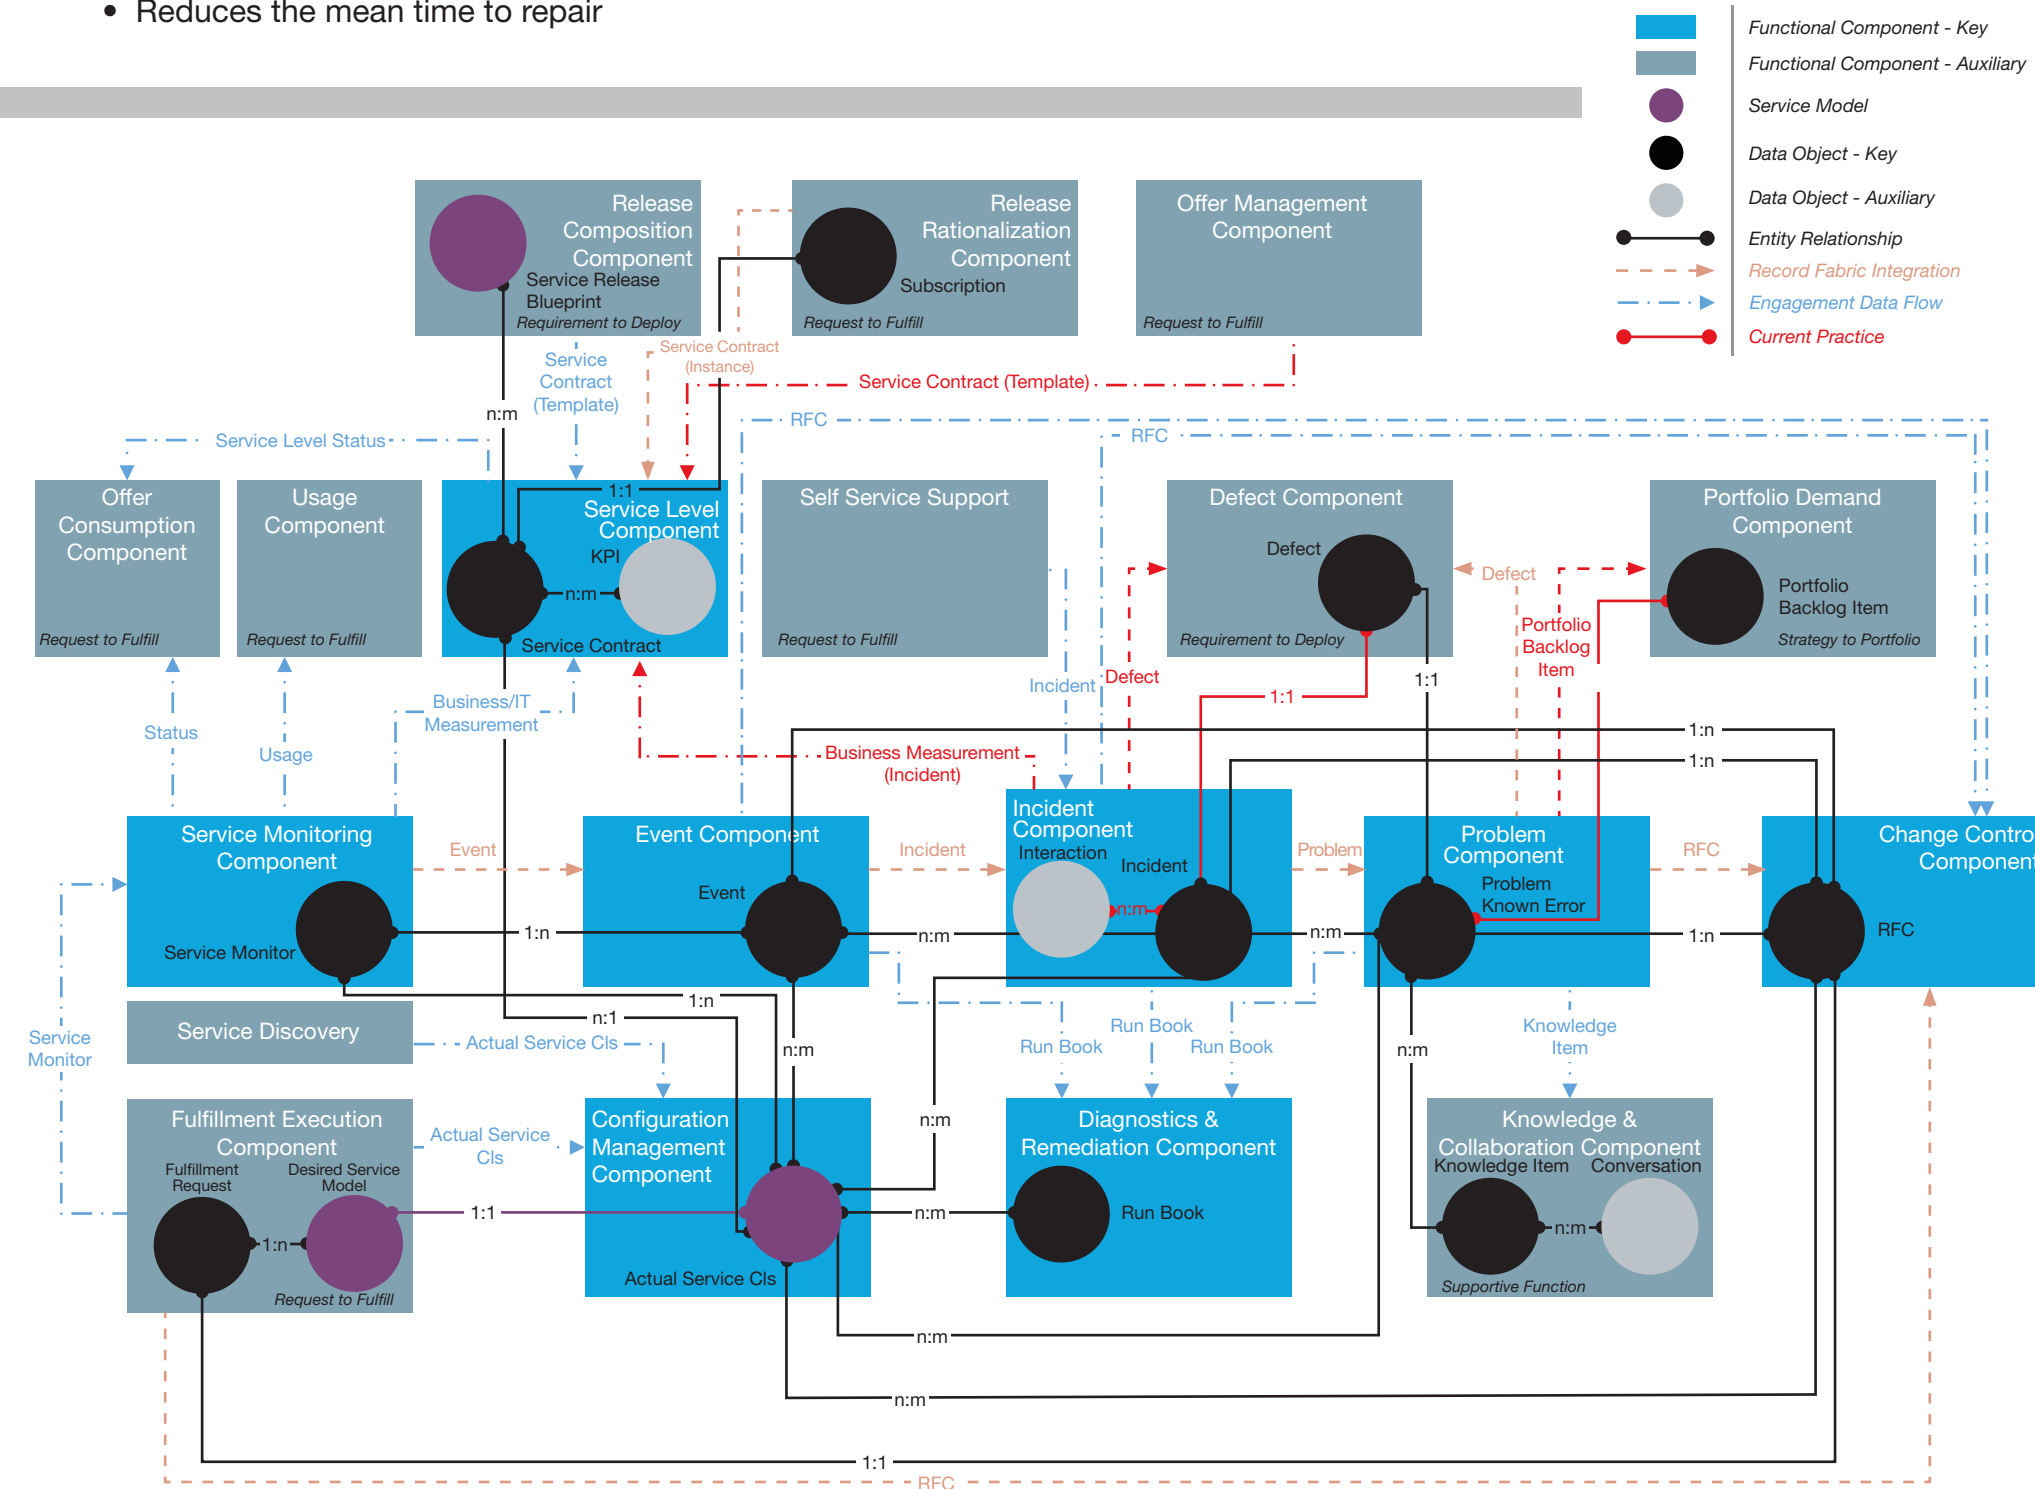 • Reduces the mean time to repair
Functional Component - Key
Functional Component - Auxiliary
Service Model
Data Object - Key
Data Object - Auxiliary
Entity Relationship
Record Fabric Integration
Engagement Data Flow
Current Practice
Release
Composition
Component
Service Release
Blueprint
Requirement to Deploy
Release
Rationalization
Component
Subscription
Request to Fulfill
Offer Management
Component
Request to Fulfill
Service
Contract
(Template)
Service Contract
(Instance)
Service Contract (Template)
n:m
RFC
RFC
Service Level Status
Offer
Consumption
Component
Request to Fulfill
Usage
Component
Request to Fulfill
1:1
Service Level
Component
KPI
n:m
Service Contract
Self Service Support
Request to Fulfill
Defect Component
Defect
Requirement to Deploy
Defect
Portfolio Demand
Component
Portfolio
Backlog Item
Strategy to Portfolio
Portfolio
Backlog
Item
Incident
Defect
1:1
1:1
Business/IT
Measurement
Status
Usage
Business Measurement
(Incident)
1:n
1:n
Service Monitoring
Component
Service Monitor
Event
Event Component
Event
Incident
Incident
Component
Interaction
Incident
n:m
Problem
Problem
Component
Problem
Known Error
RFC
Change Contro
Component
RFC
1:n
n:m
n:m
1:n
1:n
n:1
Service Discovery
Actual Service CIs
Service
Monitor
n:m
Run Book
Run Book
Run Book
n:m
Knowledge
Item
Fulfillment Execution
Component
Fulfillment
Request
Desired Service
Model
1:n
Request to Fulfill
Actual Service
CIs
1:1
Configuration
Management
Component
Actual Service CIs
n:m
n:m
Diagnostics &
Remediation Component
Run Book
Knowledge &
Collaboration Component
Knowledge Item
Conversation
n:m
Supportive Function
n:m
n:m
1:1
RFC